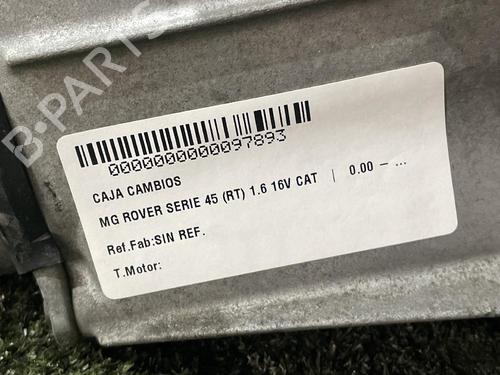 B-PARTS
0000000000097893
CAJA CAMBIOS
MG ROVER SERIE 45 (RT) 1.6 16V CAT | 0.00 - ...
Ref.Fab:SIN REF.
T.Motor: